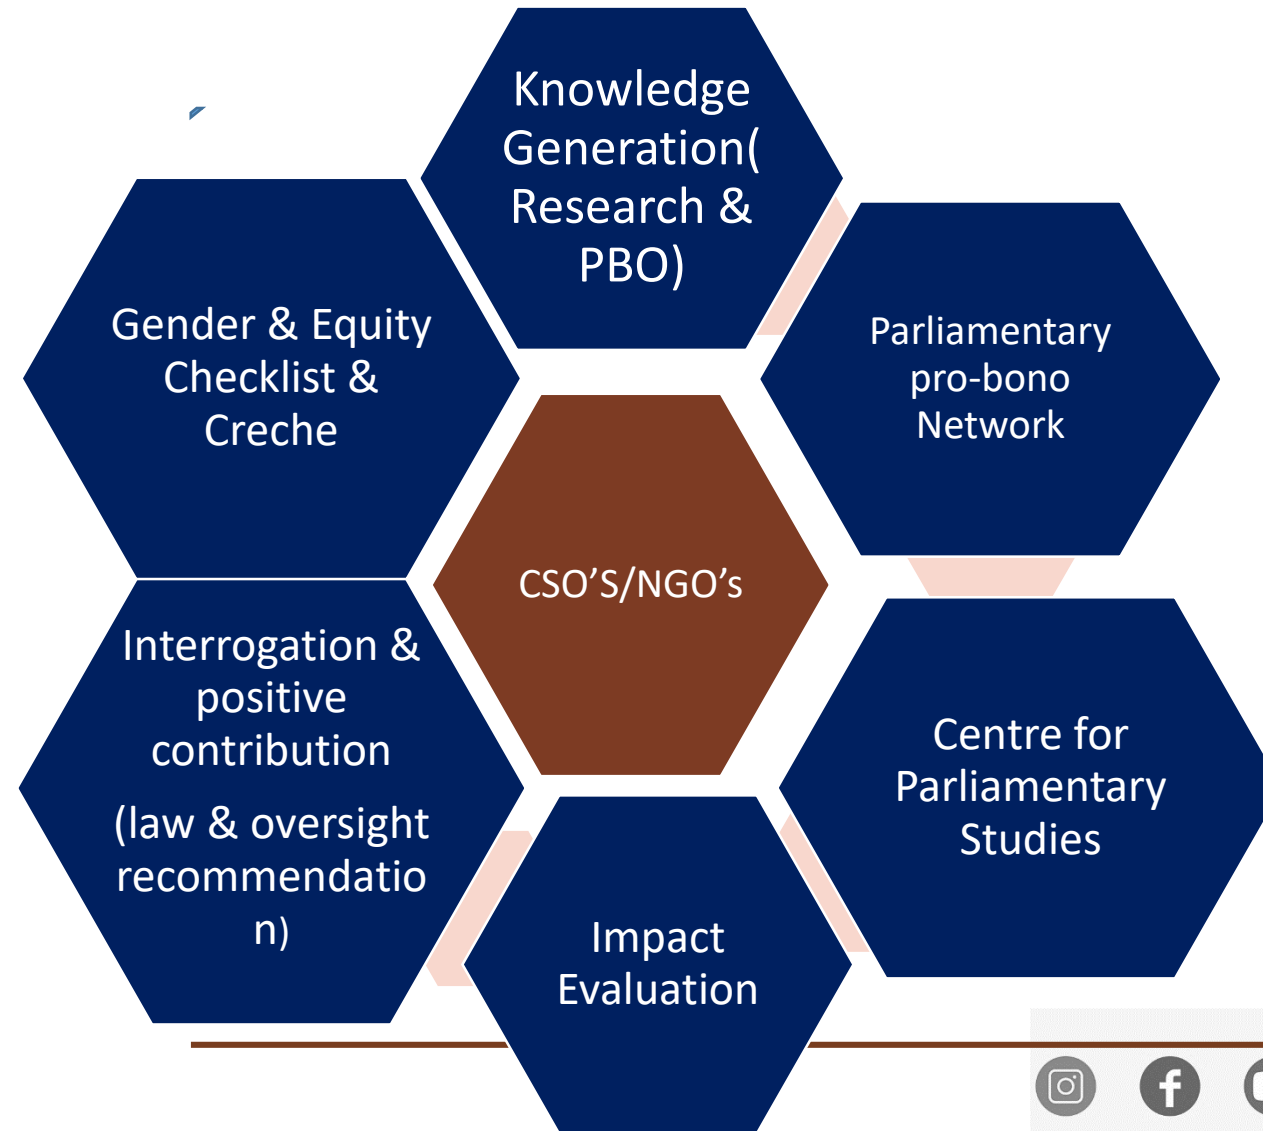 Knowledge
Generation(
Research &
PBO)
Parliamentary
pro-bono
Network
Centre for
Parliamentary
Studies
Impact
Evaluation
Interrogation &
positive
contribution
(law & oversight
recommendatio
n)
Gender & Equity
Checklist &
Creche
CSO’S/NGO’s